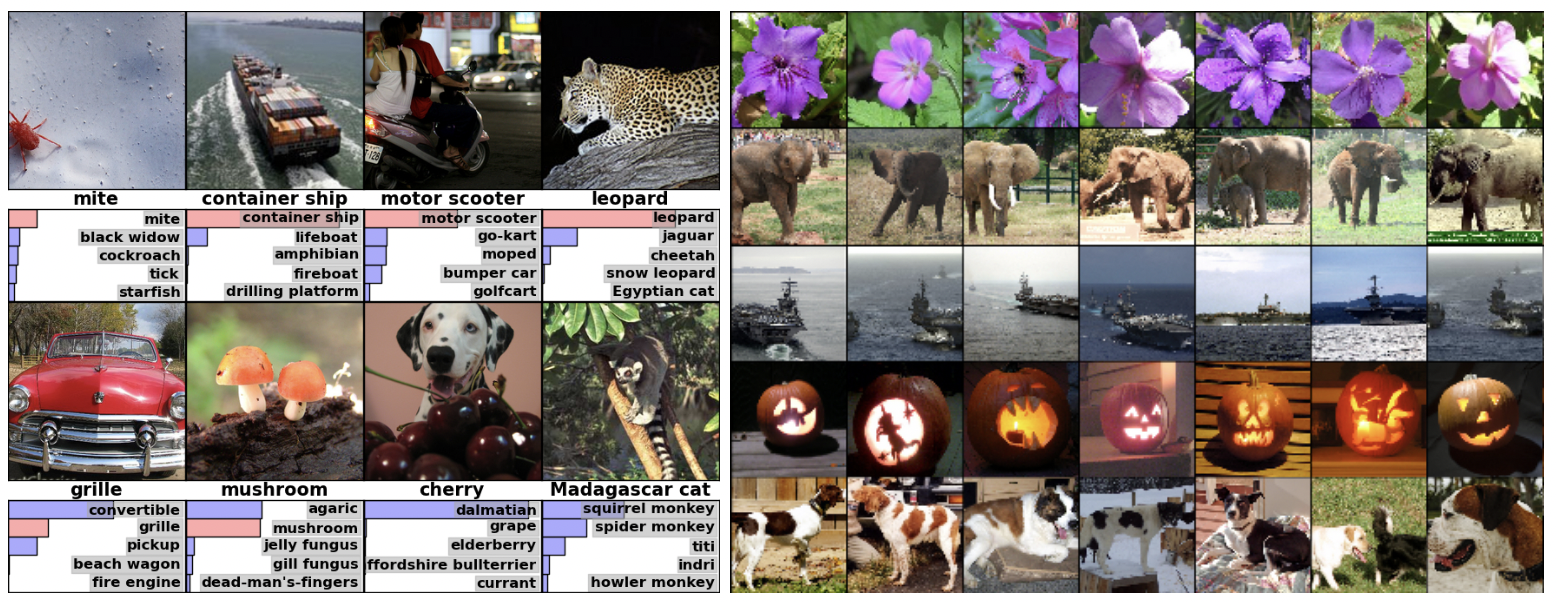 mite
container ship
motor scooter
leopard
mite
black widow
cockroach
tick
starfish
container ship
lifeboat
amphibian
fireboat
drilling platform
motor scooter
go-kart
moped
bumper car
golfcart
leopard
jaguar
cheetah
snow leopard
Egyptian cat
grille
mushroom
cherry
Madagascar cat
convertible
grille
pickup
beach wagon
fire engine
agaric
mushroom
jelly fungus
gill fungus
dead-man's-fingers
dalmatian
grape
elderberry
ffordshire bullterrier
currant
squirrel monkey
spider monkey
titi
indri
howler monkey